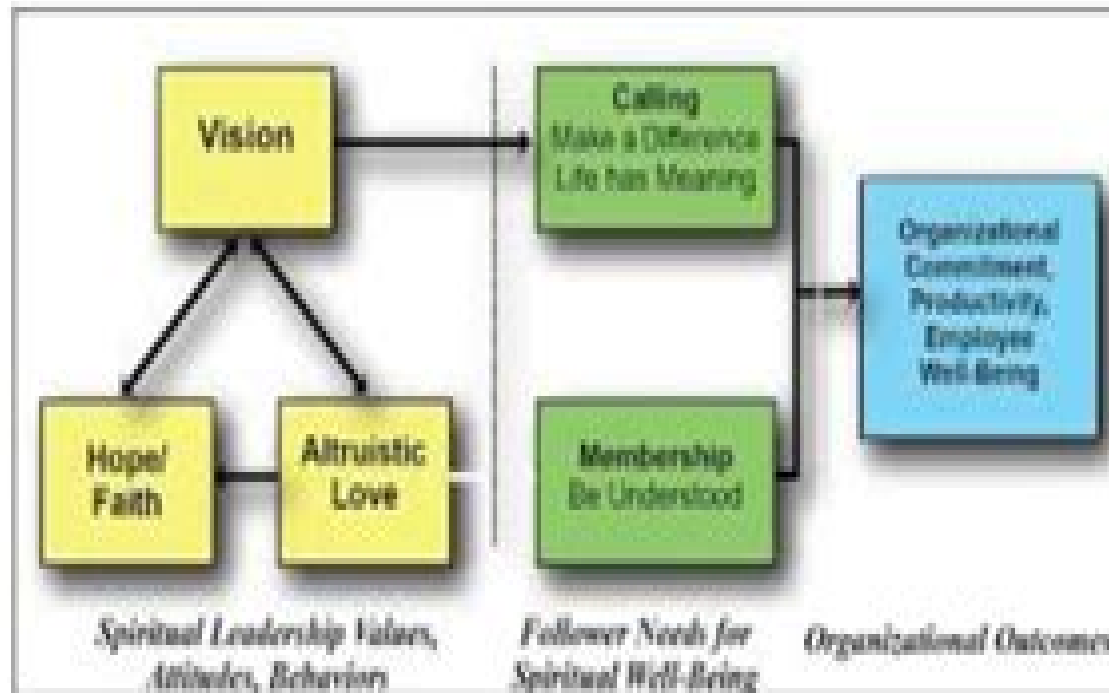 Vision
Calling
Make a Difference
Life has Meaning
Organizational
Commitment,
Productivity,
Employee
Well-Being
Hope/
Faith
Altruistic
Love
Membership
Be Understood
Spiritual Leadership Values,
Attitudes, Behaviors
Follower Needs for
Spiritual Well-Being
Organizational Outcomes